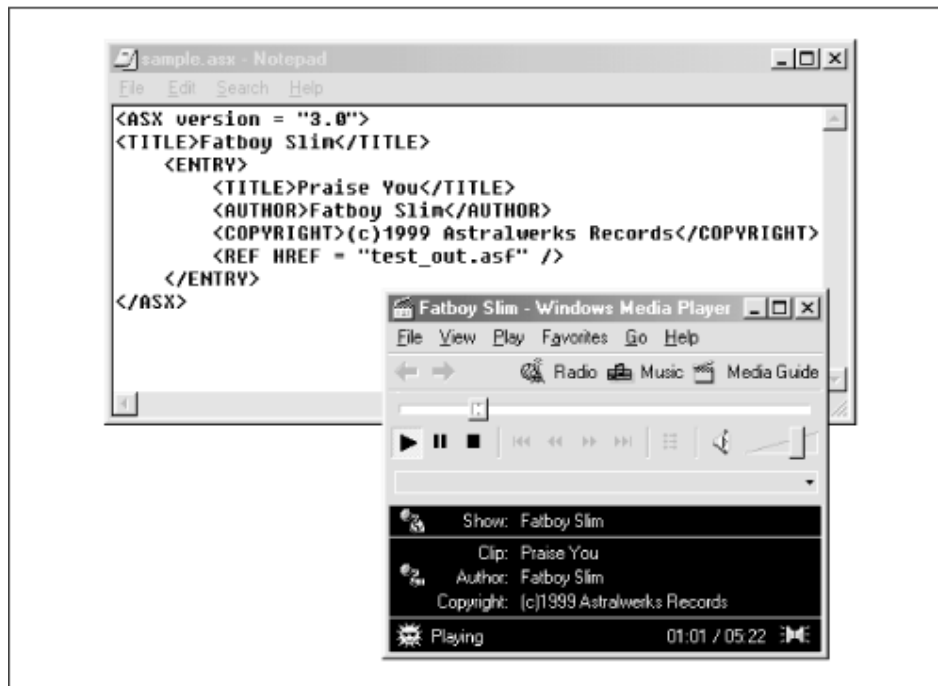 sample.asx - Notepad
File Edit Search Help
<ASX version = "3.0">
<TITLE>Fatboy Slim</TITLE>
<ENTRY>
<TITLE>Praise You</TITLE>
<AUTHOR>Fatboy Slim</AUTHOR>
<COPYRIGHT>(c)1999 Astralwerks Records</COPYRIGHT>
<REF HREF = "test_out.asf" />
</ENTRY>
</ASX>
Fatboy Slim - Windows Media Player
File View Play Favorites Go Help
Radio Music Media Guide
Show: Fatboy Slim
Clip: Praise You
Author: Fatboy Slim
Copyright: (c)1999 Astralwerks Records
Playing 01:01 / 05:22